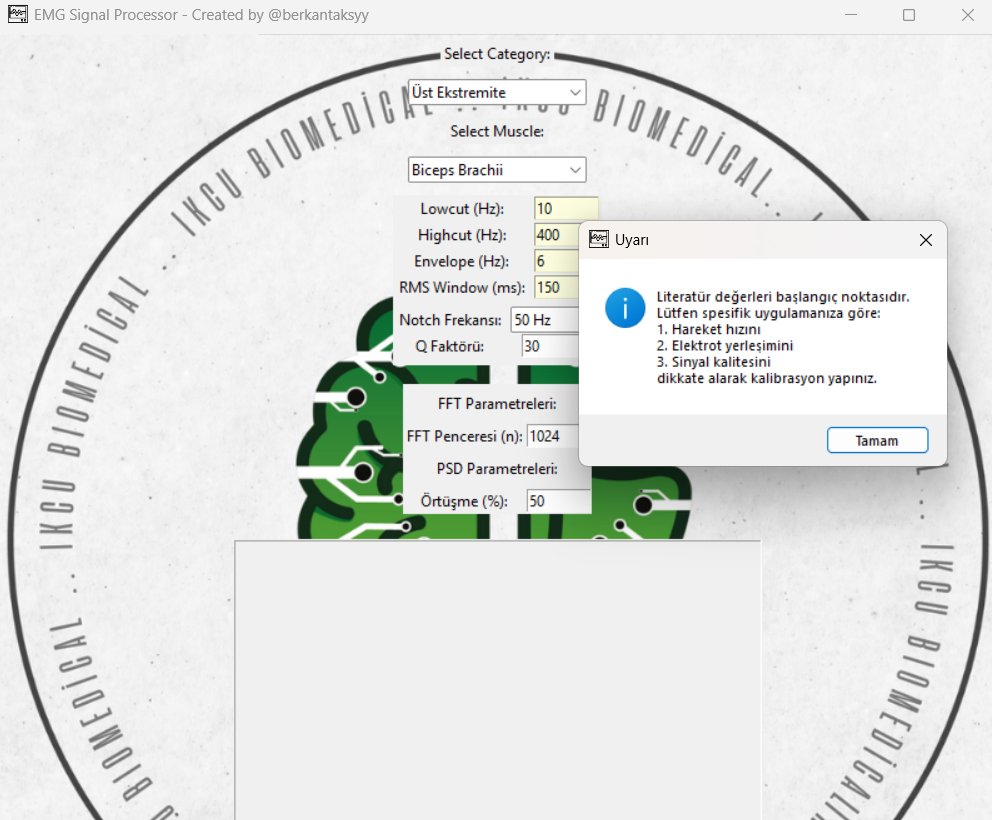 EMG Signal Processor - Created by @berkantaksyy
Select Category:
Üst Ekstremite
Select Muscle:
Biceps Brachii
Lowcut (Hz): 10
Highcut (Hz): 400
Envelope (Hz): 6
RMS Window (ms): 150
Notch Frekansı: 50 Hz
Q Faktörü: 30
FFT Parametreleri:
FFT Penceresi (n): 1024
PSD Parametreleri:
Örtüşme (%): 50
Uyarı
Literatür değerleri başlangıç noktasıdır.
Lütfen spesifik uygulamanıza göre:
1. Hareket hızını
2. Elektrot yerleşimini
3. Sinyal kalitesini
dikkate alarak kalibrasyon yapınız.
Tamam
IKCU BIOMEDİCAL .. IKCU BIOMEDİCAL ..
IKCU BIOMEDİCAL ..
BIOMEDİCAL ..
IKCU BIOMEDİCAL